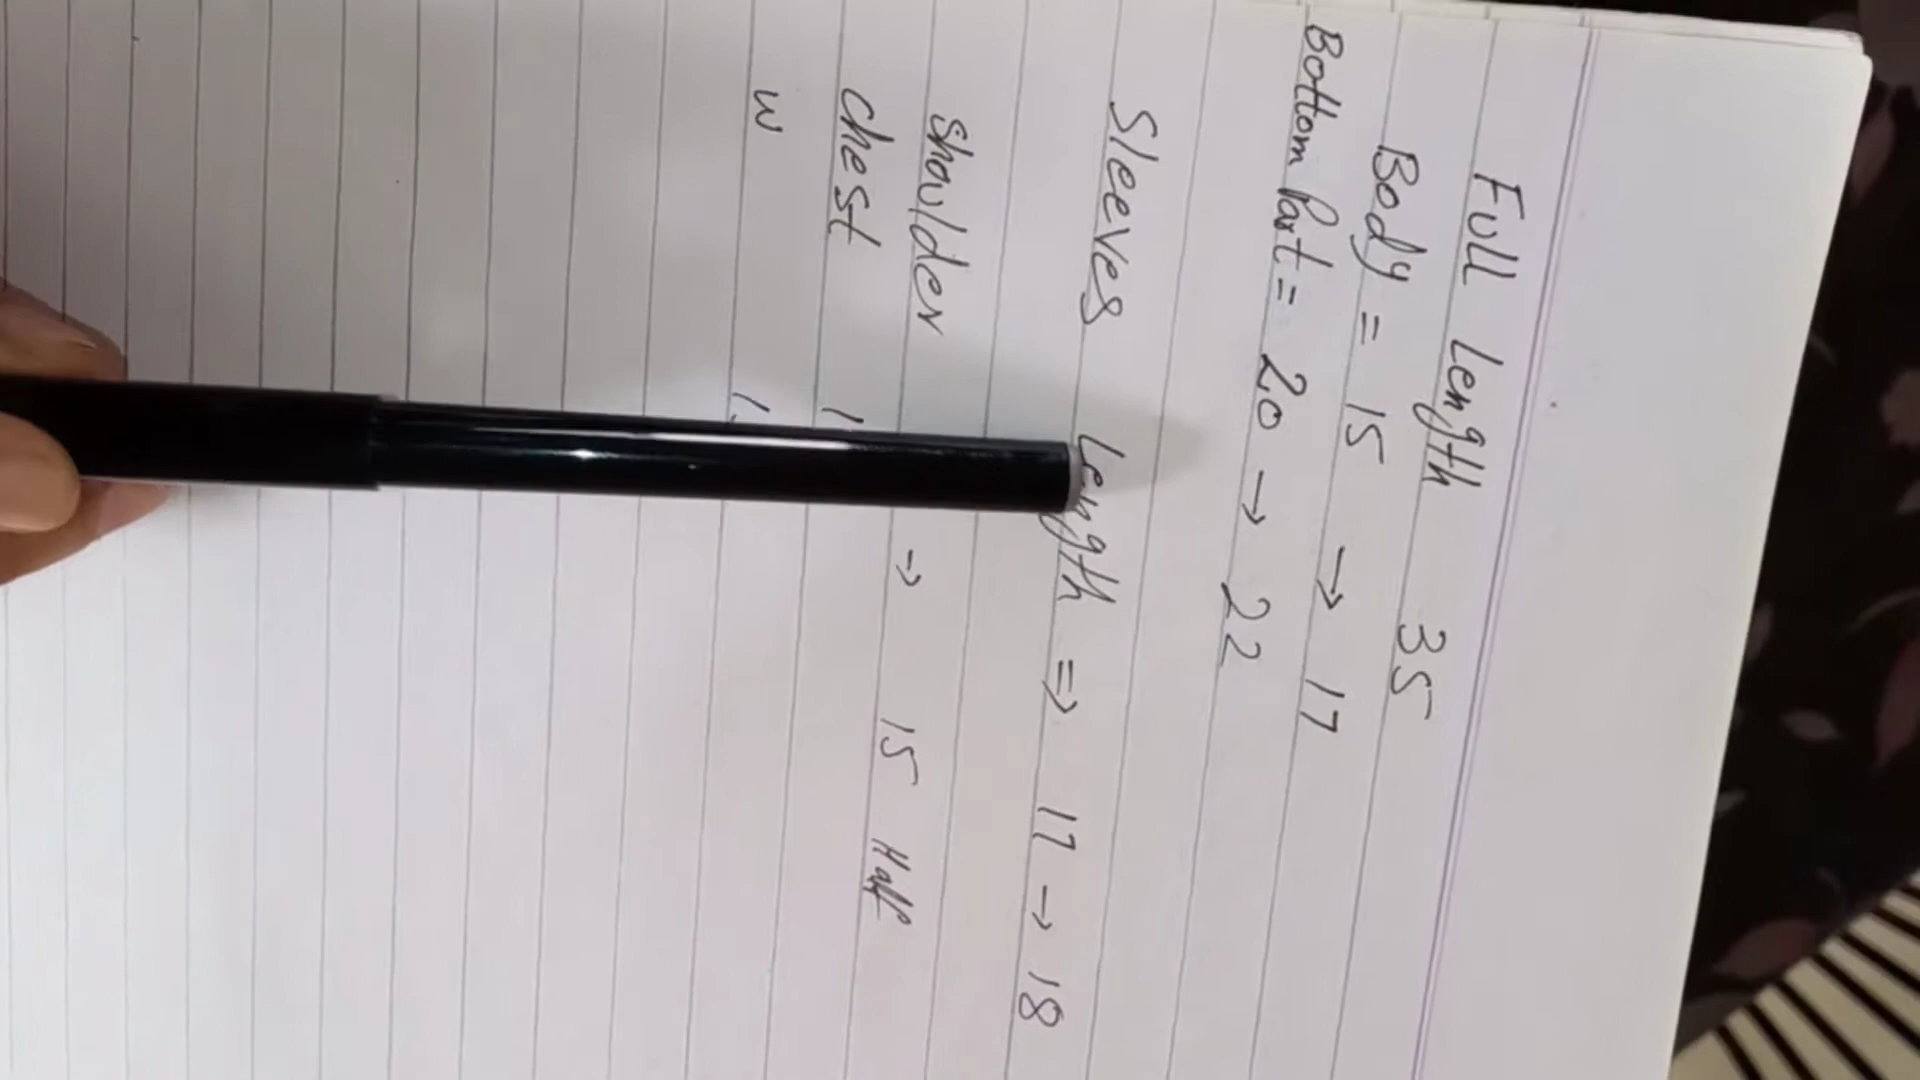 Full Length 35
Body = 15 → 17
Bottom Part = 20 → 22
Sleeves Length => 17 → 18
Shoulder → 15 Half
Chest
W